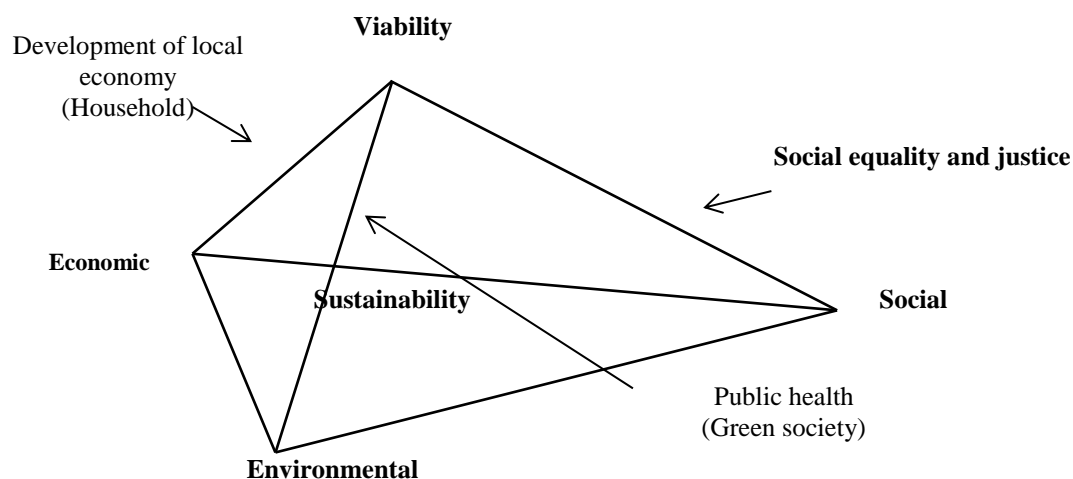 Viability
Development of local
economy
(Household)
Social equality and justice
Economic
Sustainability
Social
Public health
(Green society)
Environmental